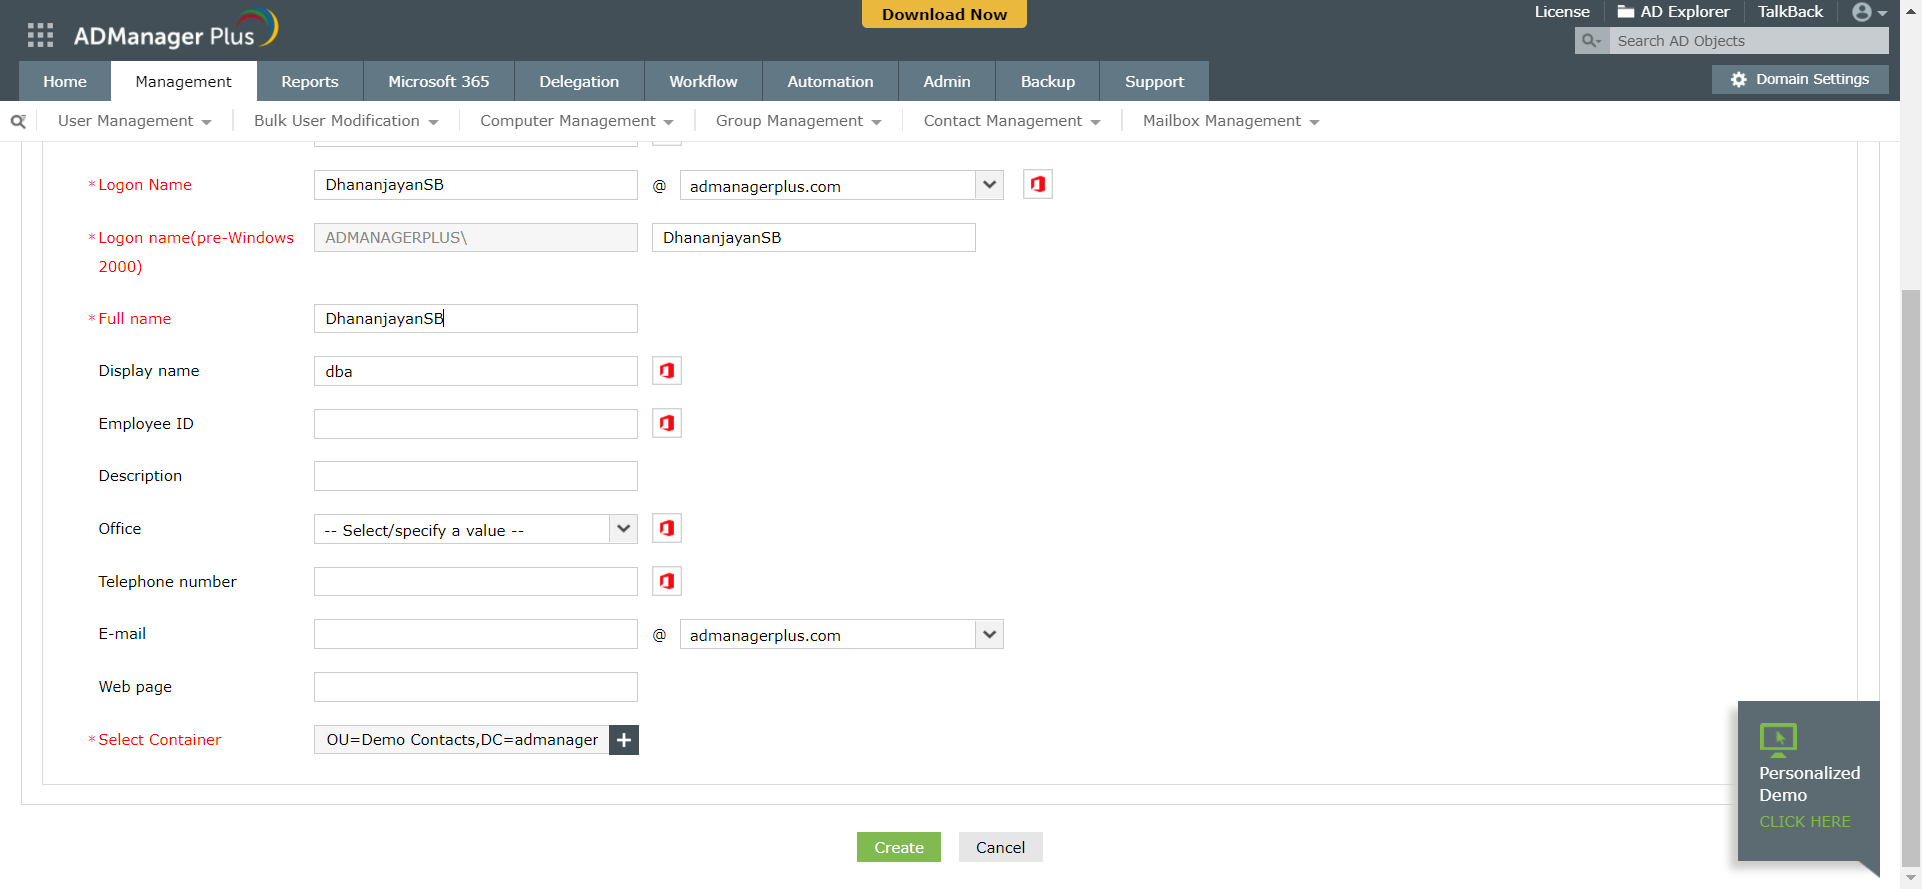 Download Now
License AD Explorer TalkBack
ADManager Plus
Search AD Objects
Home Management Reports Microsoft 365 Delegation Workflow Automation Admin Backup Support
Domain Settings
User Management Bulk User Modification Computer Management Group Management Contact Management Mailbox Management
* Logon Name DhananjayanSB @ admanagerplus.com
* Logon name(pre-Windows 2000) ADMANAGERPLUS\ DhananjayanSB
* Full name DhananjayanSB
Display name dba
Employee ID
Description
Office -- Select/specify a value --
Telephone number
E-mail @ admanagerplus.com
Web page
* Select Container OU=Demo Contacts,DC=admanager
Personalized
Demo
CLICK HERE
Create Cancel